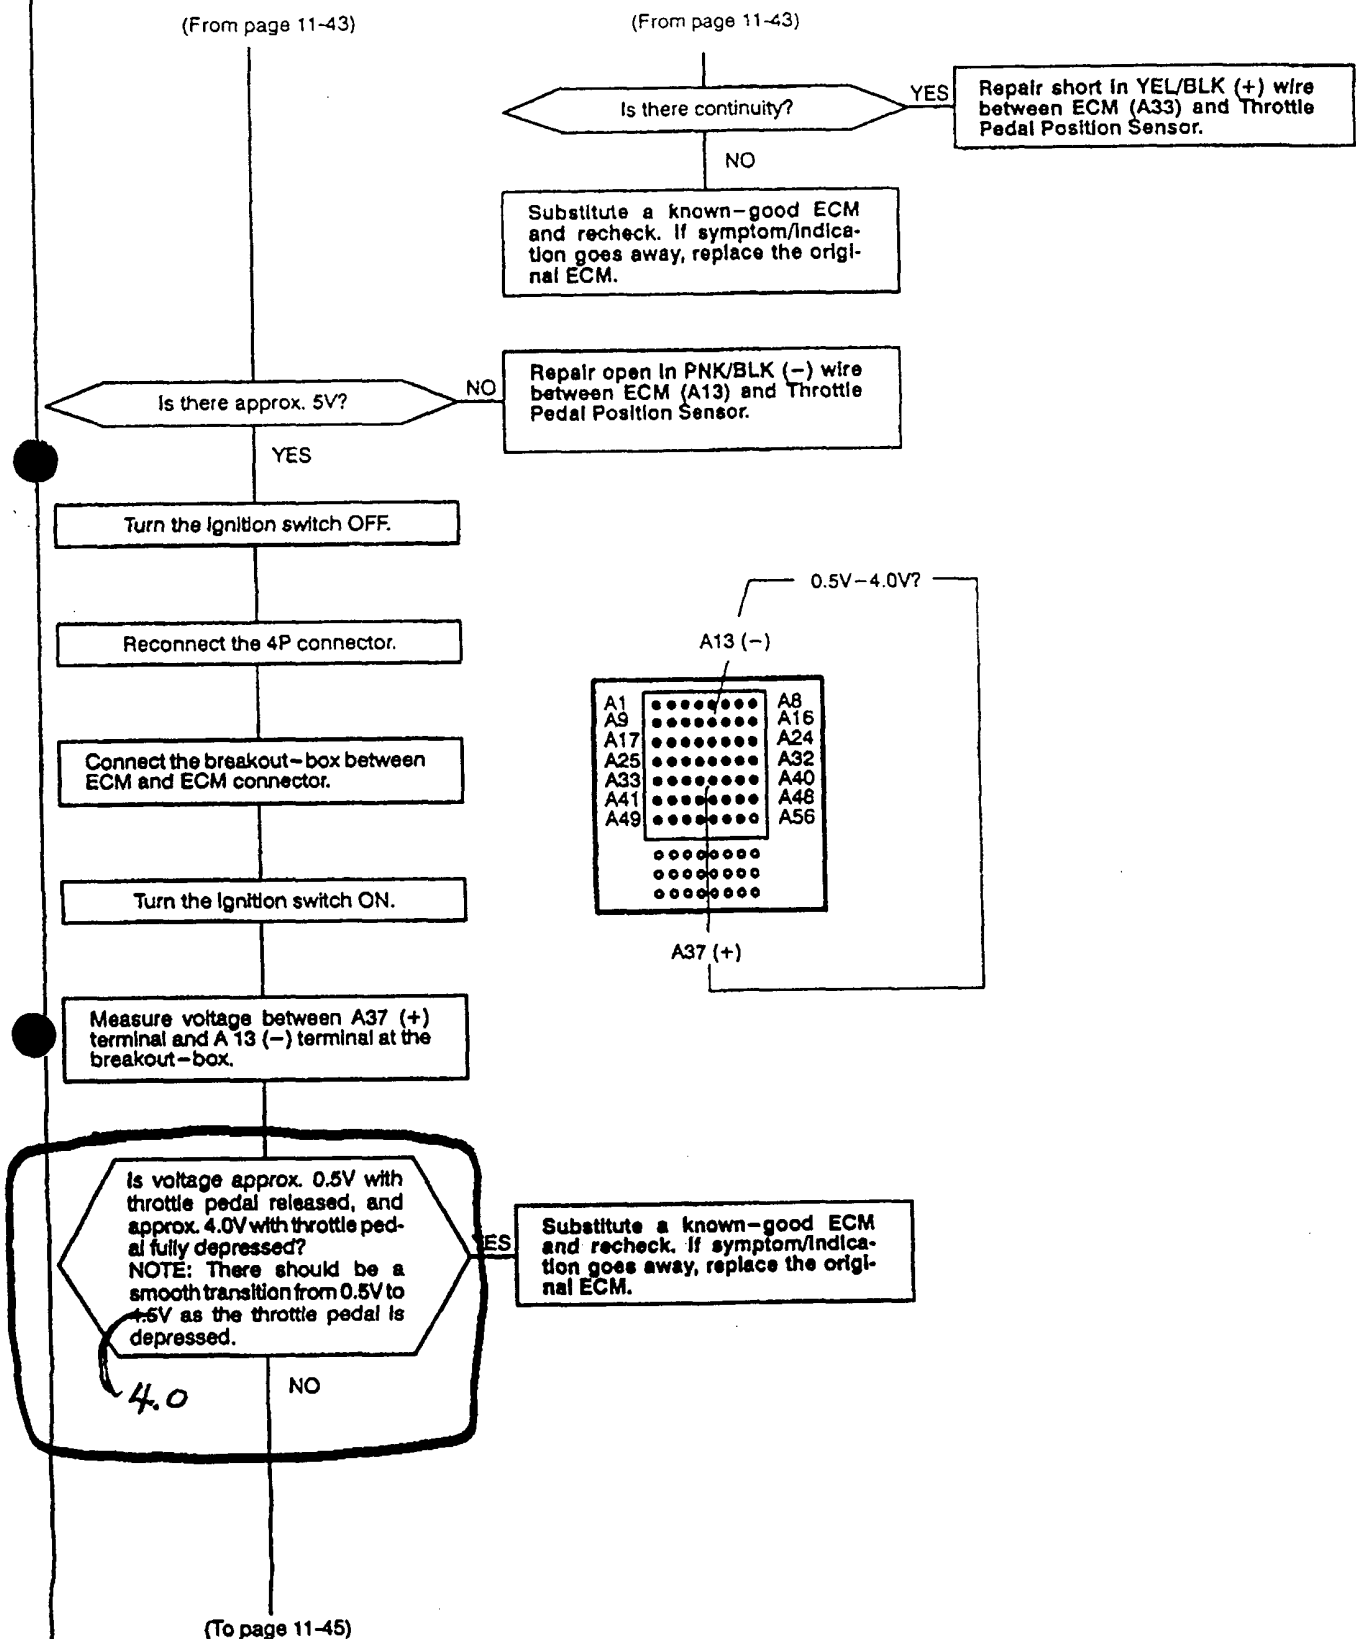 (From page 11-43)
(From page 11-43)
Is there continuity?
YES
Repair short in YEL/BLK (+) wire
between ECM (A33) and Throttle
Pedal Position Sensor.
NO
Substitute a known-good ECM
and recheck. If symptom/indica-
tion goes away, replace the origi-
nal ECM.
Is there approx. 5V?
NO
Repair open in PNK/BLK (-) wire
between ECM (A13) and Throttle
Pedal Position Sensor.
YES
Turn the ignition switch OFF.
Reconnect the 4P connector.
Connect the breakout-box between
ECM and ECM connector.
Turn the ignition switch ON.
Measure voltage between A37 (+)
terminal and A 13 (-) terminal at the
breakout-box.
0.5V-4.0V?
A13 (-)
A1 A8
A9 A16
A17 A24
A25 A32
A33 A40
A41 A48
A49 A56
A37 (+)
Is voltage approx. 0.5V with
throttle pedal released, and
approx. 4.0V with throttle ped-
al fully depressed?
NOTE: There should be a
smooth transition from 0.5V to
4.5V as the throttle pedal is
depressed.
4.0
YES
Substitute a known-good ECM
and recheck. If symptom/indica-
tion goes away, replace the origi-
nal ECM.
NO
(To page 11-45)